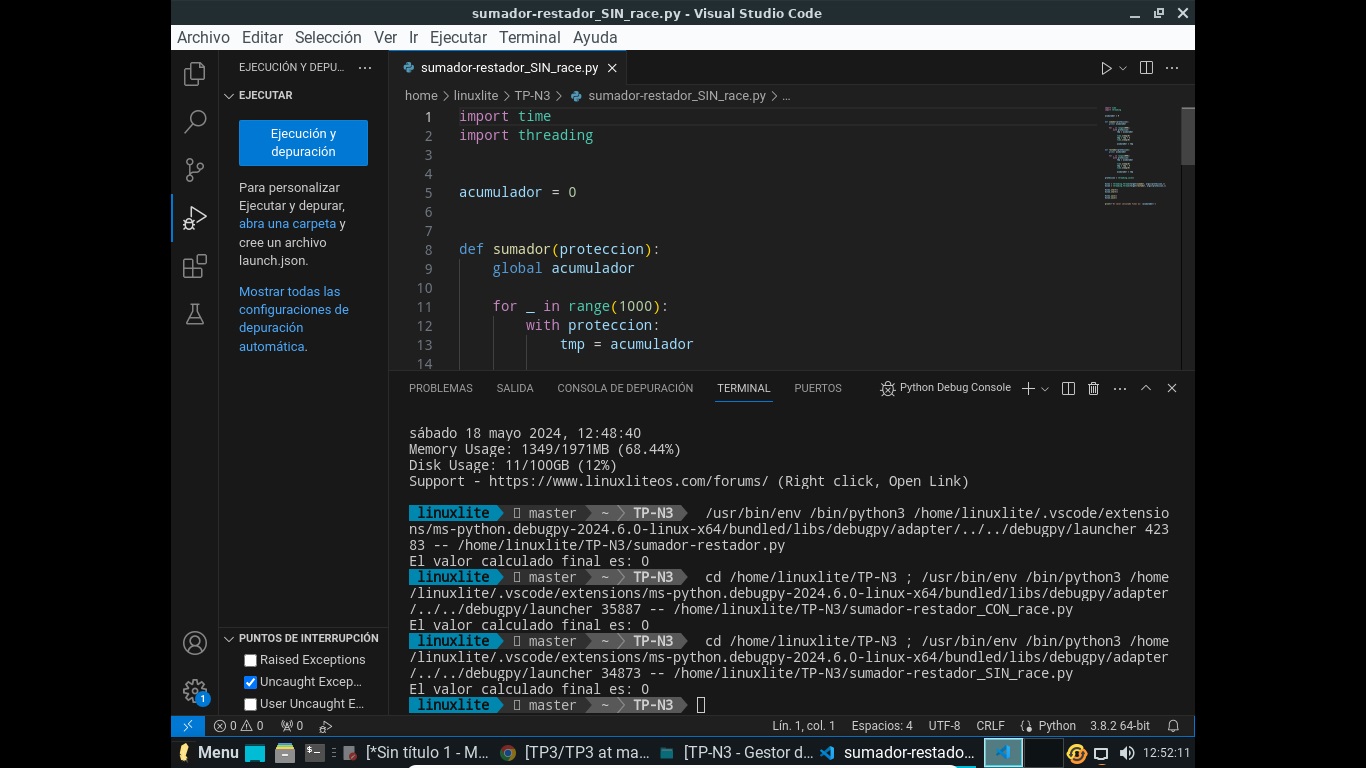 sumador-restador_SIN_race.py - Visual Studio Code
Archivo Editar Selección Ver Ir Ejecutar Terminal Ayuda
EJECUCIÓN Y DEPU... ···
EJECUTAR
Ejecución y
depuración
Para personalizar
Ejecutar y depurar,
abra una carpeta y
cree un archivo
launch.json.
Mostrar todas las
configuraciones de
depuración
automática.
PUNTOS DE INTERRUPCIÓN
Raised Exceptions
Uncaught Excep...
User Uncaught E...
1
sumador-restador_SIN_race.py
home > linuxlite > TP-N3 > sumador-restador_SIN_race.py > ...
1 import time
2 import threading
3
4
5 acumulador = 0
6
7
8 def sumador(proteccion):
9 global acumulador
10
11 for _ in range(1000):
12 with proteccion:
13 tmp = acumulador
14
PROBLEMAS SALIDA CONSOLA DE DEPURACIÓN TERMINAL PUERTOS Python Debug Console
sábado 18 mayo 2024, 12:48:40
Memory Usage: 1349/1971MB (68.44%)
Disk Usage: 11/100GB (12%)
Support - https://www.linuxliteos.com/forums/ (Right click, Open Link)
linuxlite master ~ TP-N3 /usr/bin/env /bin/python3 /home/linuxlite/.vscode/extensio
ns/ms-python.debugpy-2024.6.0-linux-x64/bundled/libs/debugpy/adapter/../../debugpy/launcher 423
83 -- /home/linuxlite/TP-N3/sumador-restador.py
El valor calculado final es: 0
linuxlite master ~ TP-N3 cd /home/linuxlite/TP-N3 ; /usr/bin/env /bin/python3 /home
/linuxlite/.vscode/extensions/ms-python.debugpy-2024.6.0-linux-x64/bundled/libs/debugpy/adapter
/../../debugpy/launcher 35887 -- /home/linuxlite/TP-N3/sumador-restador_CON_race.py
El valor calculado final es: 0
linuxlite master ~ TP-N3 cd /home/linuxlite/TP-N3 ; /usr/bin/env /bin/python3 /home
/linuxlite/.vscode/extensions/ms-python.debugpy-2024.6.0-linux-x64/bundled/libs/debugpy/adapter
/../../debugpy/launcher 34873 -- /home/linuxlite/TP-N3/sumador-restador_SIN_race.py
El valor calculado final es: 0
linuxlite master ~ TP-N3
0 0 0 Lín. 1, col. 1 Espacios: 4 UTF-8 CRLF Python 3.8.2 64-bit
Menu [*Sin título 1 - M... [TP3/TP3 at ma... [TP-N3 - Gestor d... sumador-restado... 12:52:11